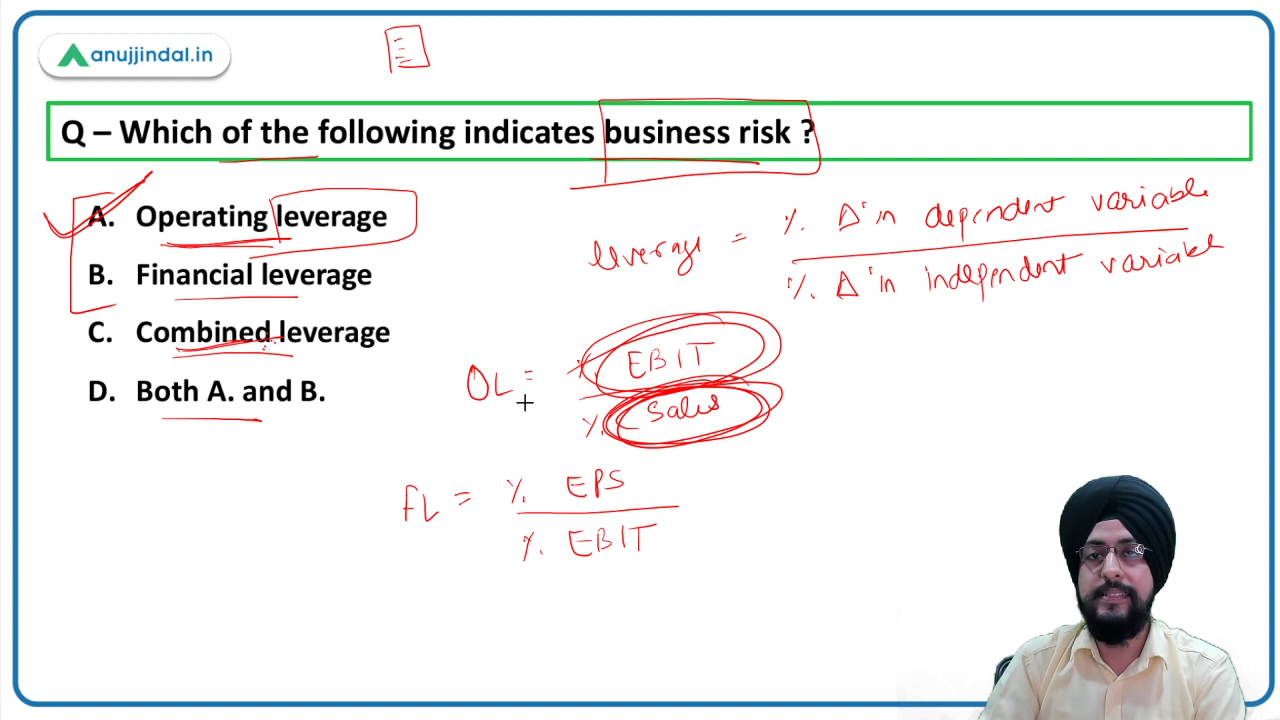 anujjindal.in
Q – Which of the following indicates business risk ?
A. Operating leverage
B. Financial leverage
C. Combined leverage
D. Both A. and B.
leverage = % Δ in dependent variable
% Δ in independent variable
OL = % EBIT
% Sales
FL = % EPS
% EBIT